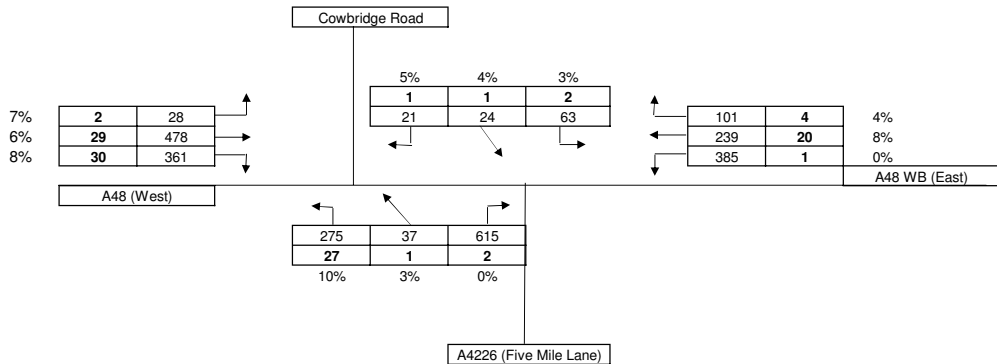 Cowbridge Road
5% 4% 3%
1 1 2
21 24 63
7% 2 28
6% 29 478
8% 30 361
101 4 4%
239 20 8%
385 1 0%
A48 WB (East)
A48 (West)
275 37 615
27 1 2
10% 3% 0%
A4226 (Five Mile Lane)